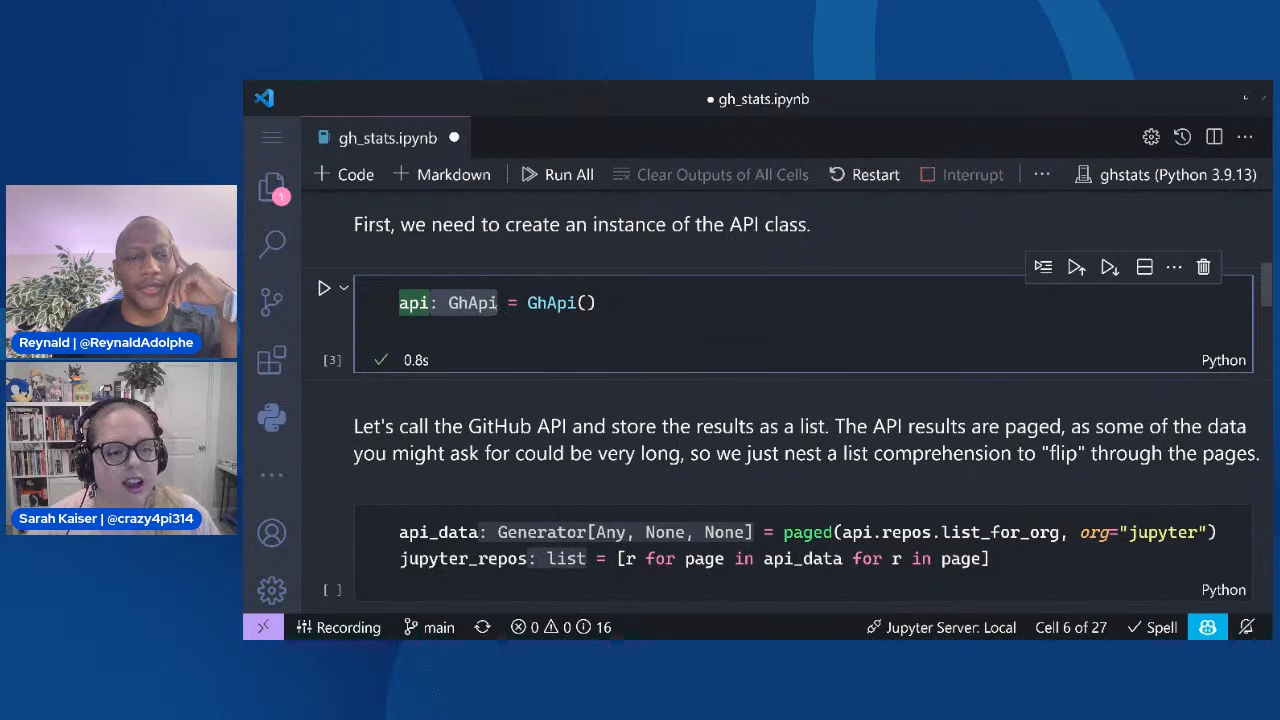 gh_stats.ipynb
gh_stats.ipynb
Code
Markdown
Run All
Clear Outputs of All Cells
Restart
Interrupt
ghstats (Python 3.9.13)
1
First, we need to create an instance of the API class.
api: GhApi = GhApi()
[3]
0.8s
Python
Let's call the GitHub API and store the results as a list. The API results are paged, as some of the data
you might ask for could be very long, so we just nest a list comprehension to "flip" through the pages.
api_data: Generator[Any, None, None] = paged(api.repos.list_for_org, org="jupyter")
jupyter_repos: list = [r for page in api_data for r in page]
[ ]
Python
Recording
main
0
0
16
Jupyter Server: Local
Cell 6 of 27
Spell
Reynald | @ReynaldAdolphe
Sarah Kaiser | @crazy4pi314